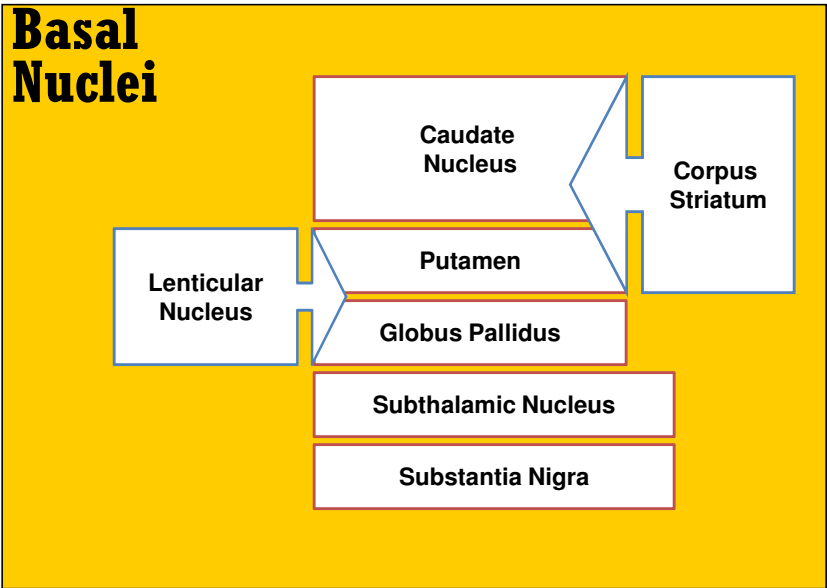 Basal
Nuclei
Caudate
Nucleus
Corpus
Striatum
Putamen
Lenticular
Nucleus
Globus Pallidus
Subthalamic Nucleus
Substantia Nigra